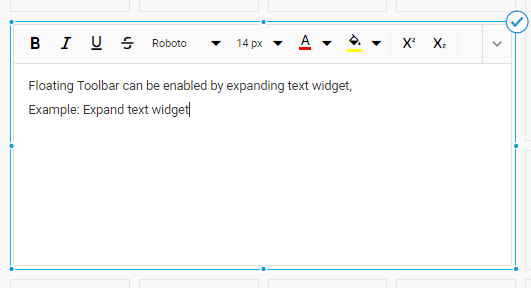 B I U S Roboto 14 px A X² X₂
Floating Toolbar can be enabled by expanding text widget,
Example: Expand text widget